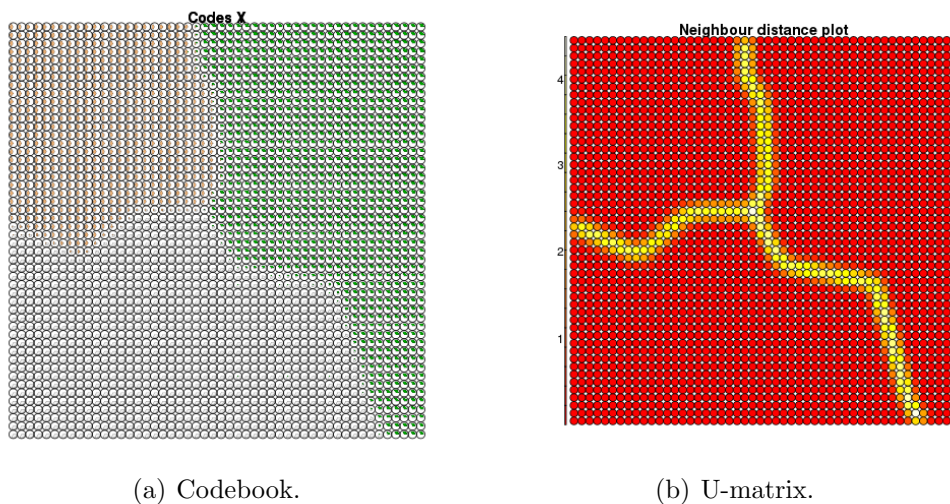 Codes X
Neighbour distance plot
4
3
2
1
(a) Codebook.
(b) U-matrix.